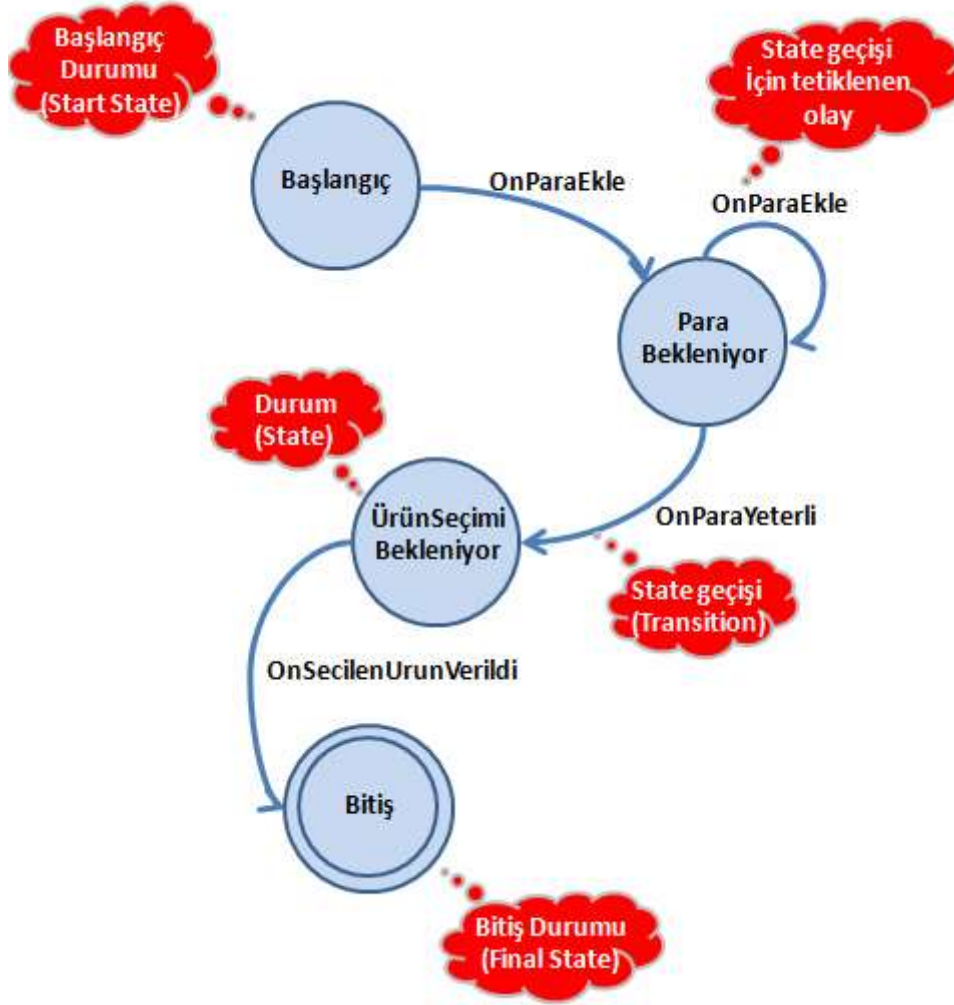 Başlangıç
Durumu
(Start State)
State geçişi
İçin tetiklenen
olay
Başlangıç
OnParaEkle
OnParaEkle
Para
Bekleniyor
Durum
(State)
ÜrünSeçimi
Bekleniyor
OnParaYeterli
State geçişi
(Transition)
OnSecilenUrunVerildi
Bitiş
Bitiş Durumu
(Final State)